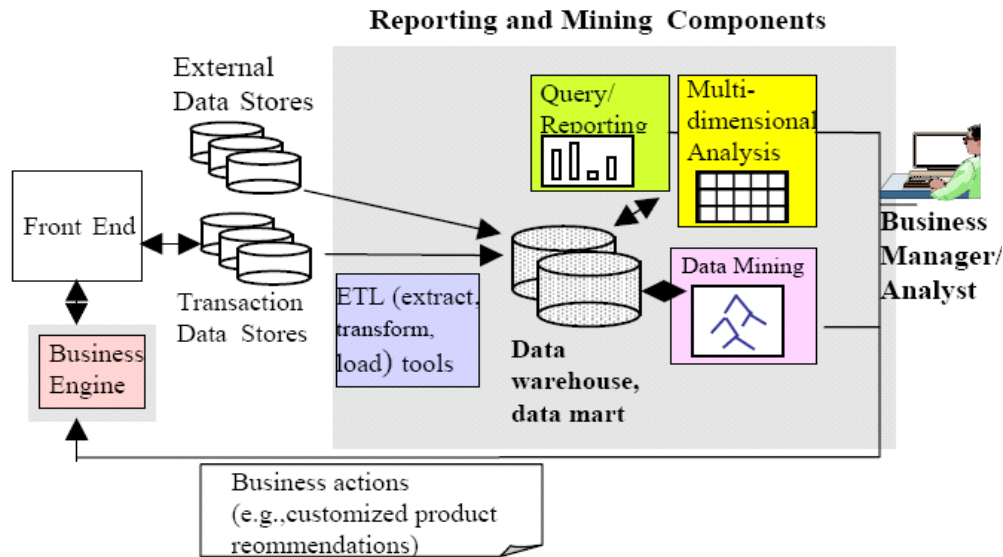 Reporting and Mining Components
External
Data Stores
Query/
Reporting
Multi-
dimensional
Analysis
Front End
Business
Manager/
Analyst
Transaction
Data Stores
ETL (extract,
transform,
load) tools
Data Mining
Business
Engine
Data
warehouse,
data mart
Business actions
(e.g.,customized product
reommendations)